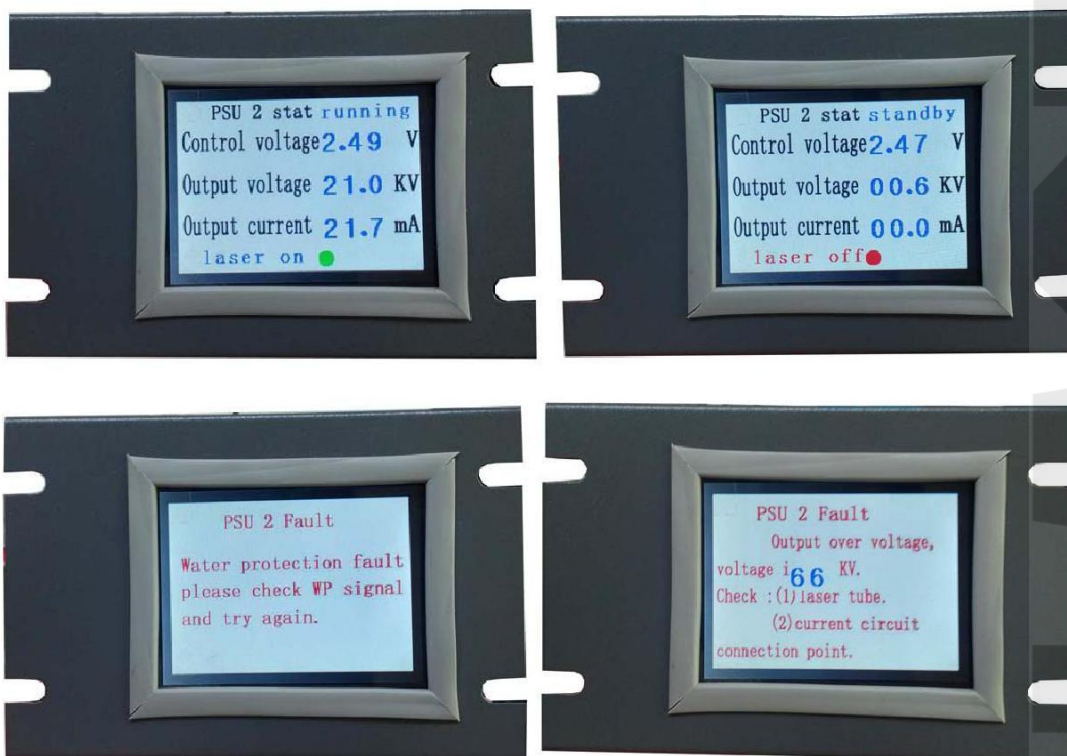 PSU 2 stat running
Control voltage 2.49 V
Output voltage 21.0 KV
Output current 21.7 mA
laser on
PSU 2 stat standby
Control voltage 2.47 V
Output voltage 00.6 KV
Output current 00.0 mA
laser off
PSU 2 Fault
Water protection fault
please check WP signal
and try again.
PSU 2 Fault
Output over voltage,
voltage i 66 KV.
Check :(1)laser tube.
(2)current circuit
connection point.